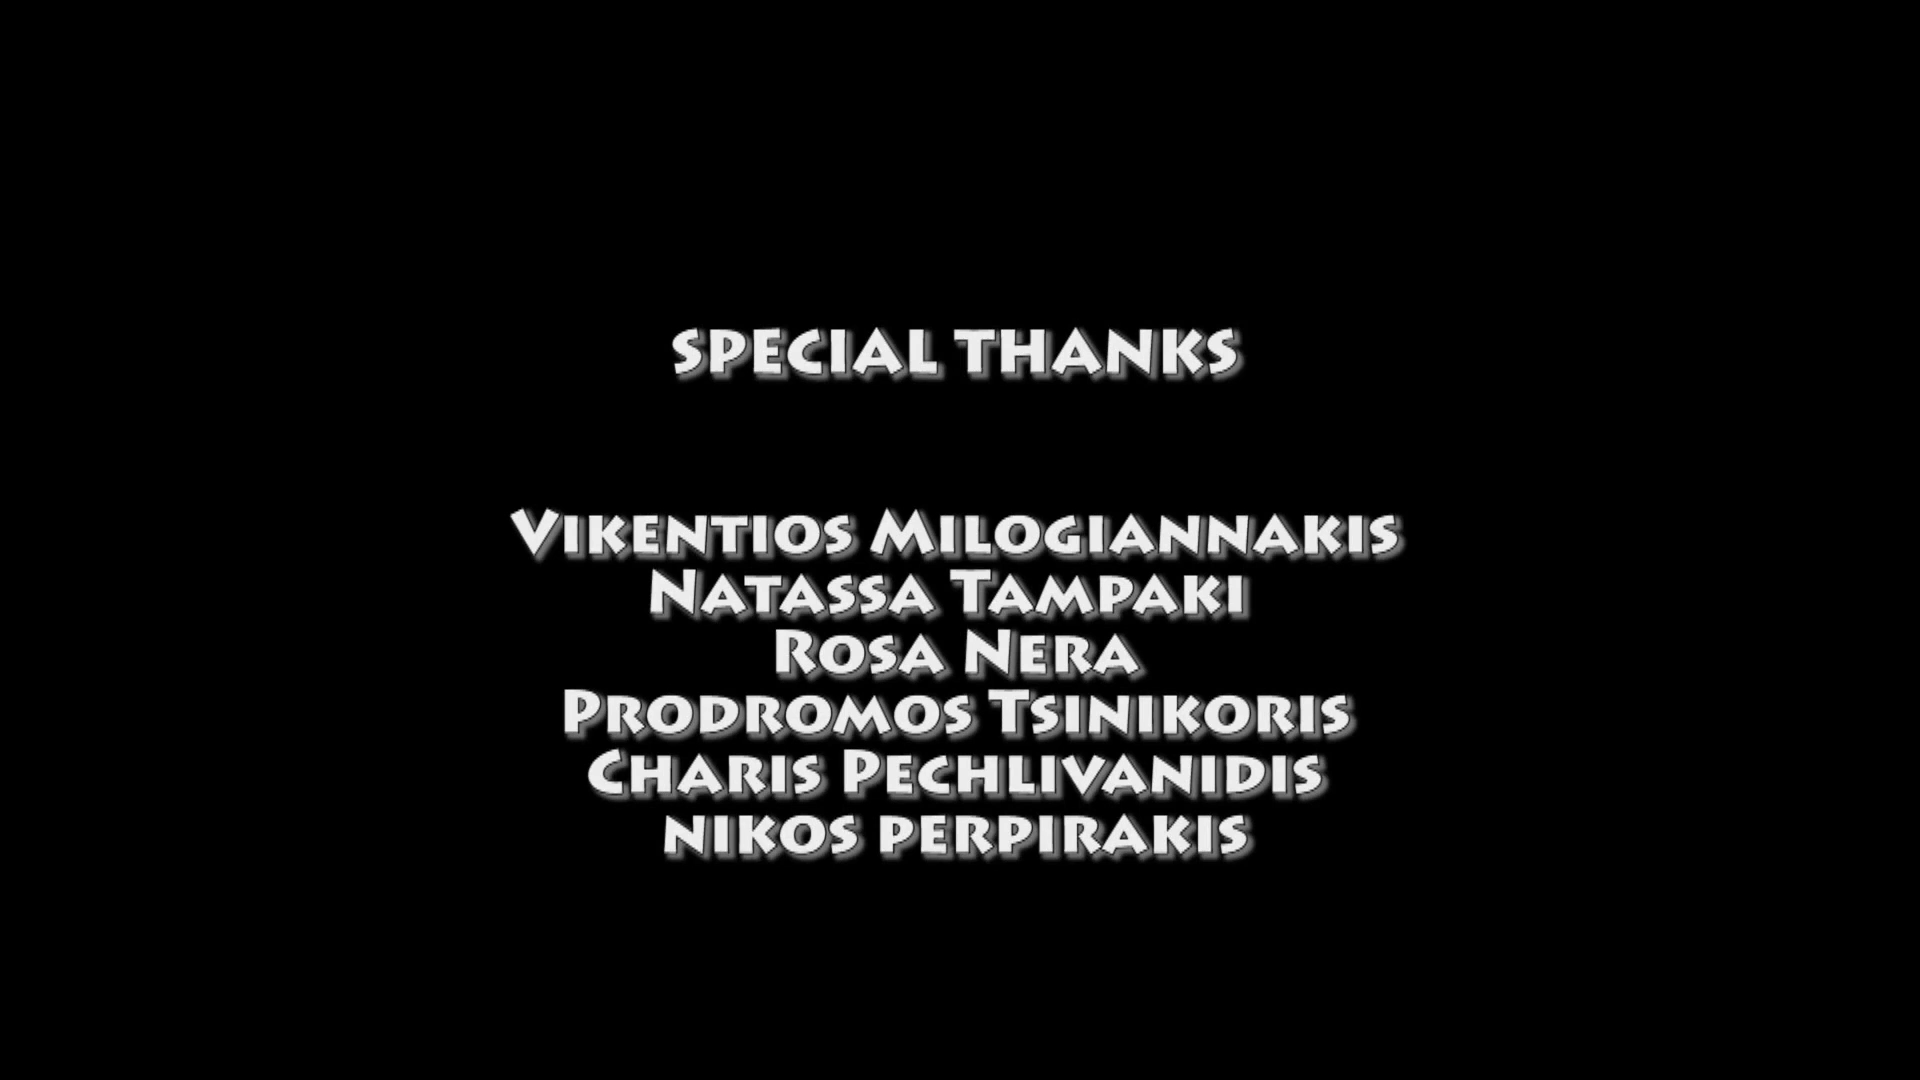 SPECIAL THANKS
Vikentios Milogiannakis
Natassa Tampaki
Rosa Nera
Prodromos Tsinikoris
Charis Pechlivanidis
nikos perpirakis